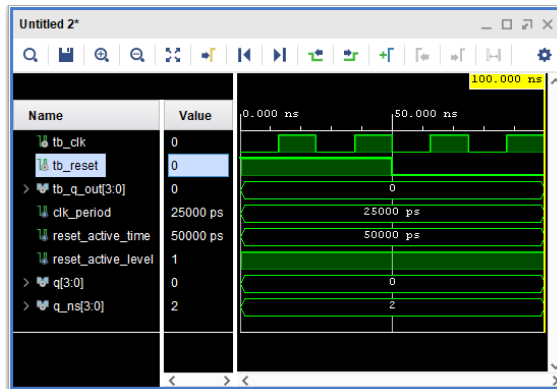 Untitled 2*
100.000 ns
Name Value 0.000 ns 50.000 ns
tb_clk 0
tb_reset 0
tb_q_out[3:0] 0 0
clk_period 25000 ps 25000 ps
reset_active_time 50000 ps 50000 ps
reset_active_level 1
q[3:0] 0 0
q_ns[3:0] 2 2